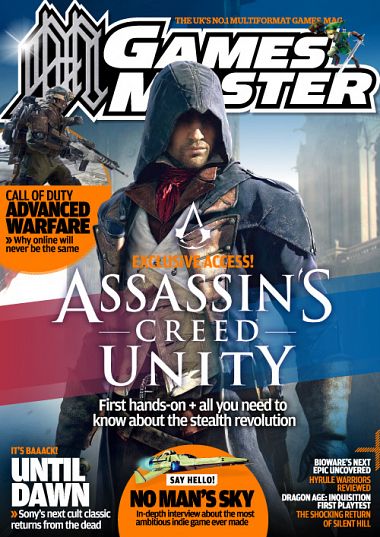 THE UK'S NO.1 MULTIFORMAT GAMES MAG
GAMES
MASTER
CALL OF DUTY
ADVANCED
WARFARE
» Why online will
never be the same
EXCLUSIVE ACCESS!
ASSASSIN'S
CREED
UNITY
First hands-on + all you need to
know about the stealth revolution
IT'S BAAACK!
UNTIL
DAWN
» Sony's next cult classic
returns from the dead
SAY HELLO!
NO MAN'S SKY
In-depth interview about the most
ambitious indie game ever made
BIOWARE'S NEXT
EPIC UNCOVERED
HYRULE WARRIORS
REVIEWED
DRAGON AGE: INQUISITION
FIRST PLAYTEST
THE SHOCKING RETURN
OF SILENT HILL